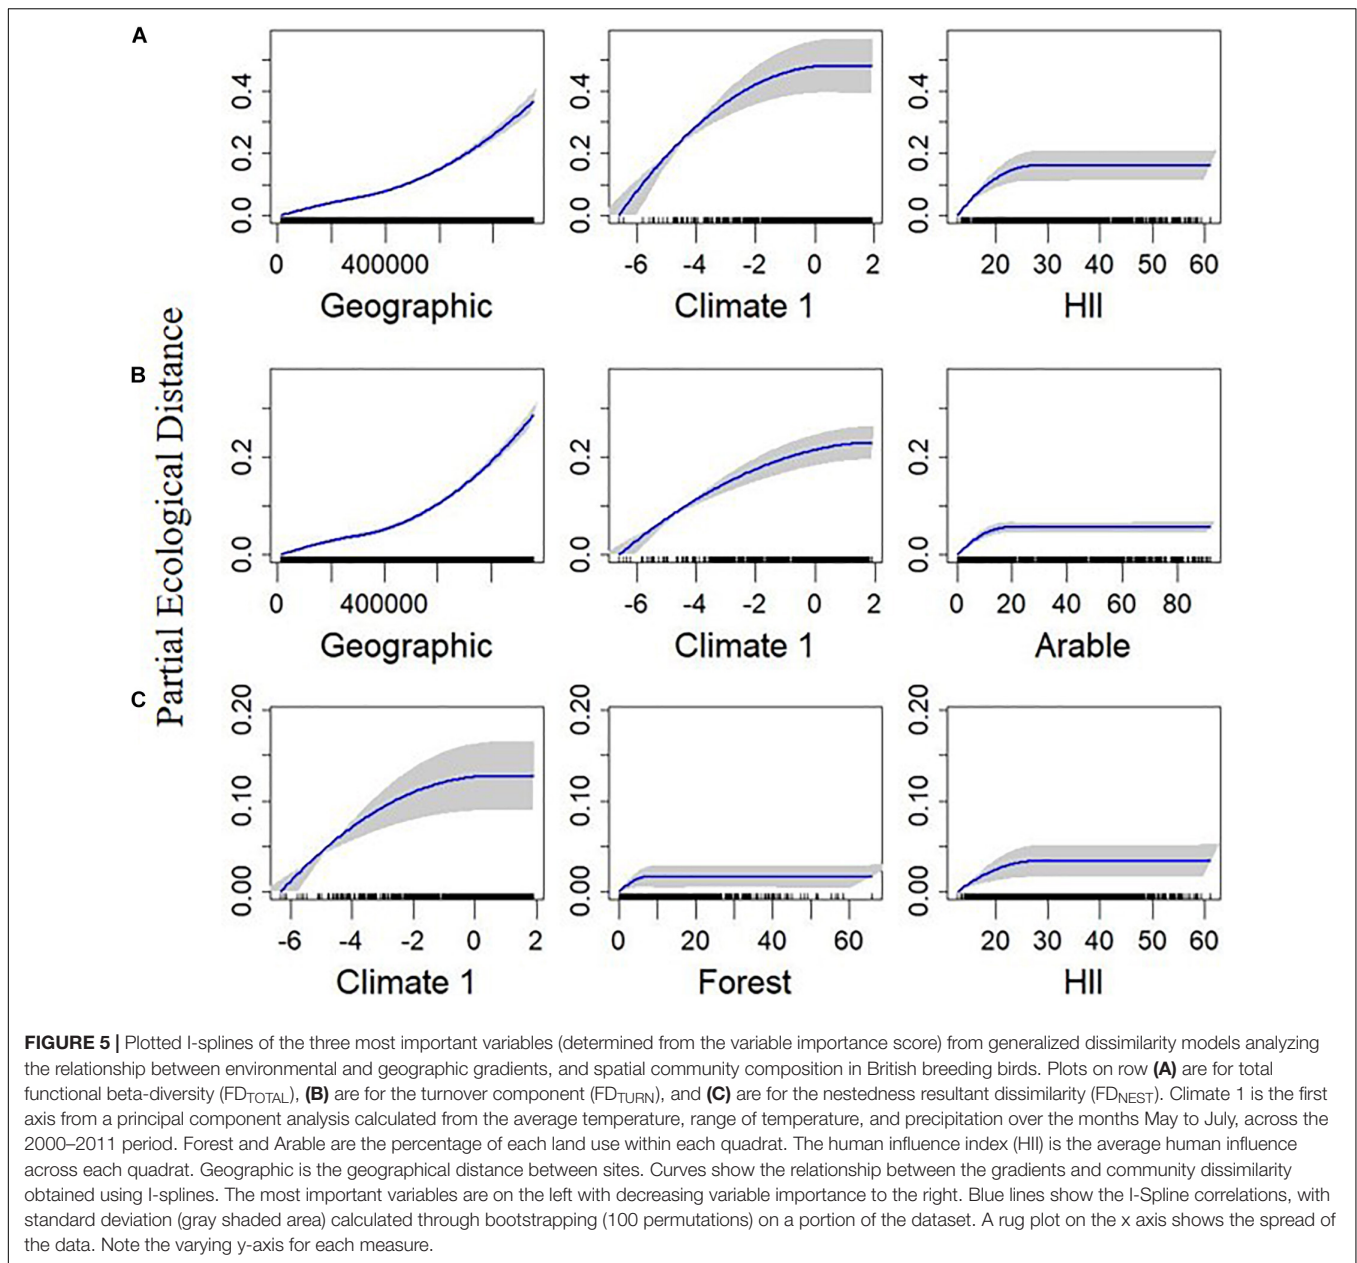 A
0.0 0.2 0.4
0.0 0.2 0.4
0.0 0.2 0.4
0 400000
-6 -4 -2 0 2
20 30 40 50 60
Geographic
Climate 1
HII
Partial Ecological Distance
B
0.0 0.2
0.0 0.2
0.0 0.2
0 400000
-6 -4 -2 0 2
0 20 40 60 80
Geographic
Climate 1
Arable
C
0.00 0.10 0.20
0.00 0.10 0.20
0.00 0.10 0.20
-6 -4 -2 0 2
0 20 40 60
20 30 40 50 60
Climate 1
Forest
HII
FIGURE 5 | Plotted I-splines of the three most important variables (determined from the variable importance score) from generalized dissimilarity models analyzing
the relationship between environmental and geographic gradients, and spatial community composition in British breeding birds. Plots on row (A) are for total
functional beta-diversity (FDTOTAL), (B) are for the turnover component (FDTURN), and (C) are for the nestedness resultant dissimilarity (FDNEST). Climate 1 is the first
axis from a principal component analysis calculated from the average temperature, range of temperature, and precipitation over the months May to July, across the
2000–2011 period. Forest and Arable are the percentage of each land use within each quadrat. The human influence index (HII) is the average human influence
across each quadrat. Geographic is the geographical distance between sites. Curves show the relationship between the gradients and community dissimilarity
obtained using I-splines. The most important variables are on the left with decreasing variable importance to the right. Blue lines show the I-Spline correlations, with
standard deviation (gray shaded area) calculated through bootstrapping (100 permutations) on a portion of the dataset. A rug plot on the x axis shows the spread of
the data. Note the varying y-axis for each measure.